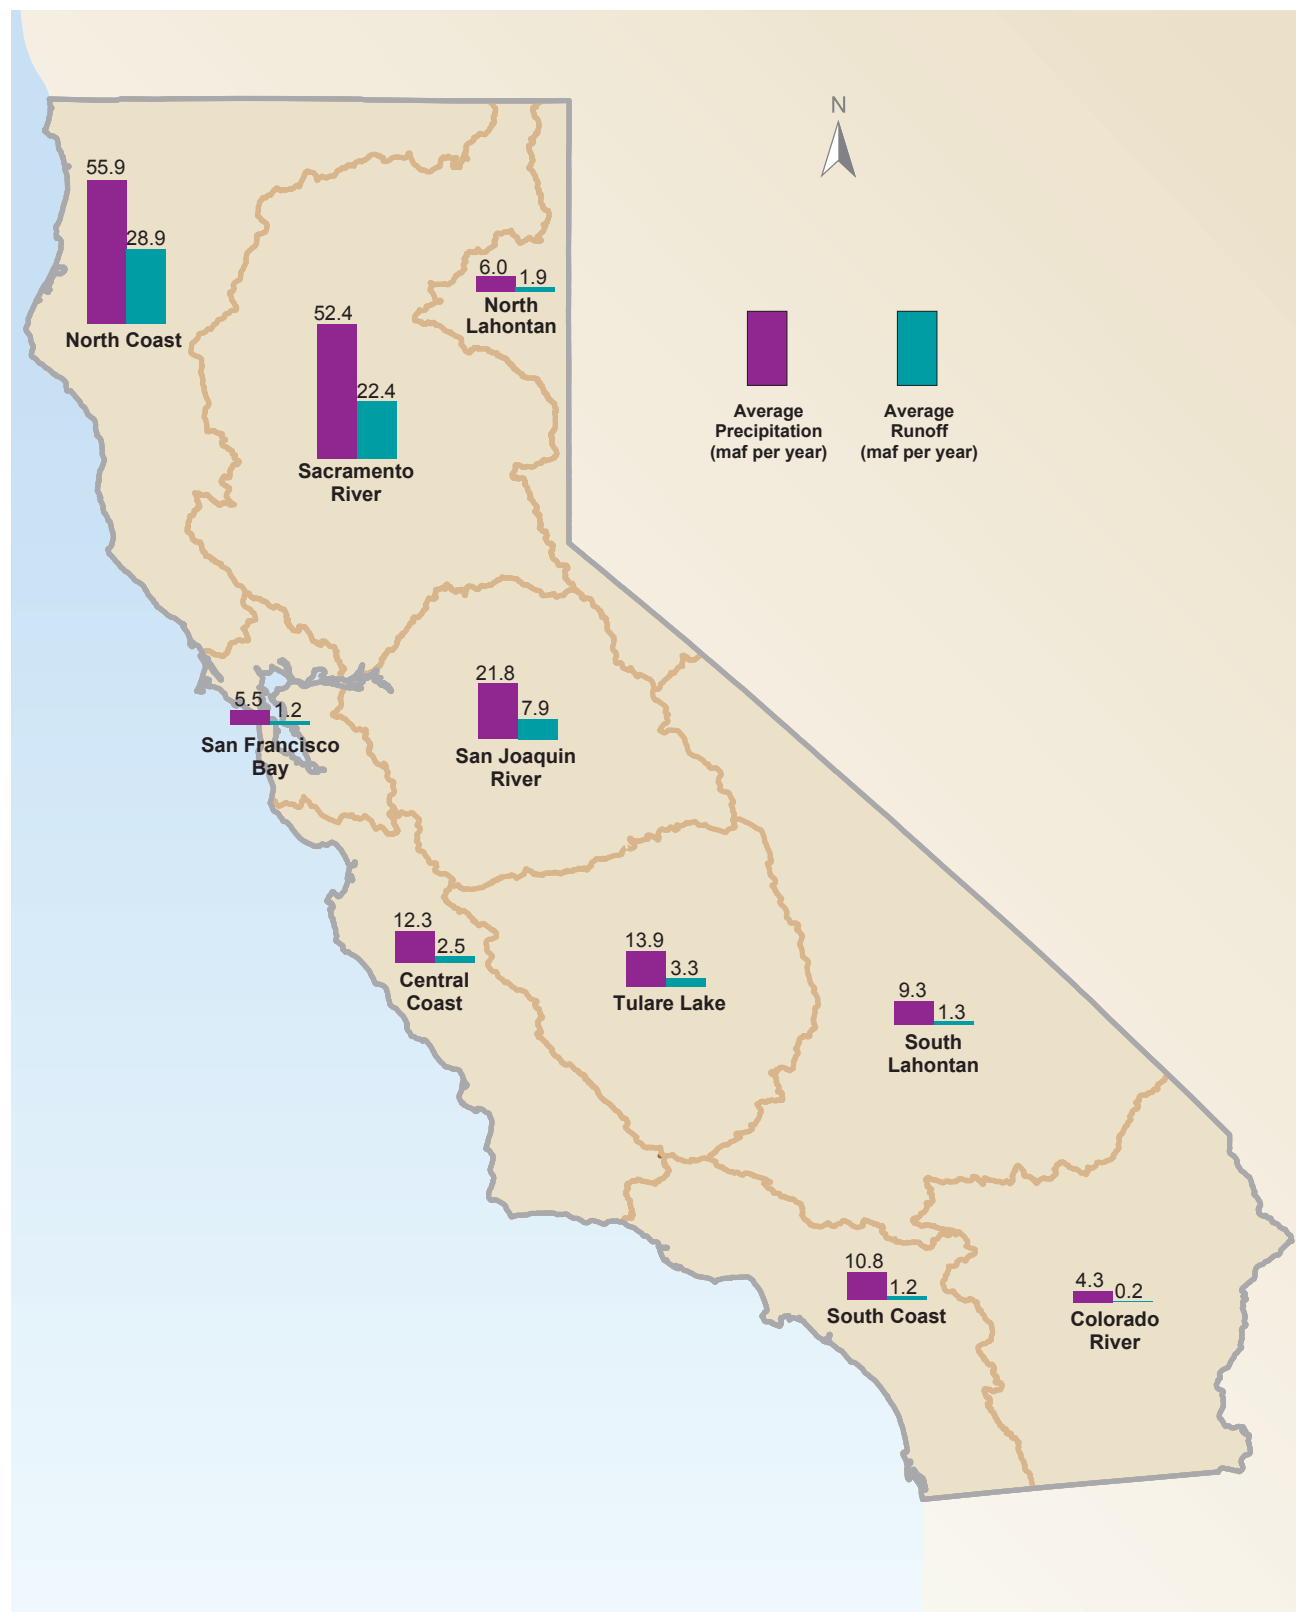 N
55.9
28.9
North Coast
6.0
1.9
North
Lahontan
52.4
22.4
Sacramento
River
Average
Precipitation
(maf per year)
Average
Runoff
(maf per year)
5.5
1.2
San Francisco
Bay
21.8
7.9
San Joaquin
River
12.3
2.5
Central
Coast
13.9
3.3
Tulare Lake
9.3
1.3
South
Lahontan
10.8
1.2
South Coast
4.3
0.2
Colorado
River